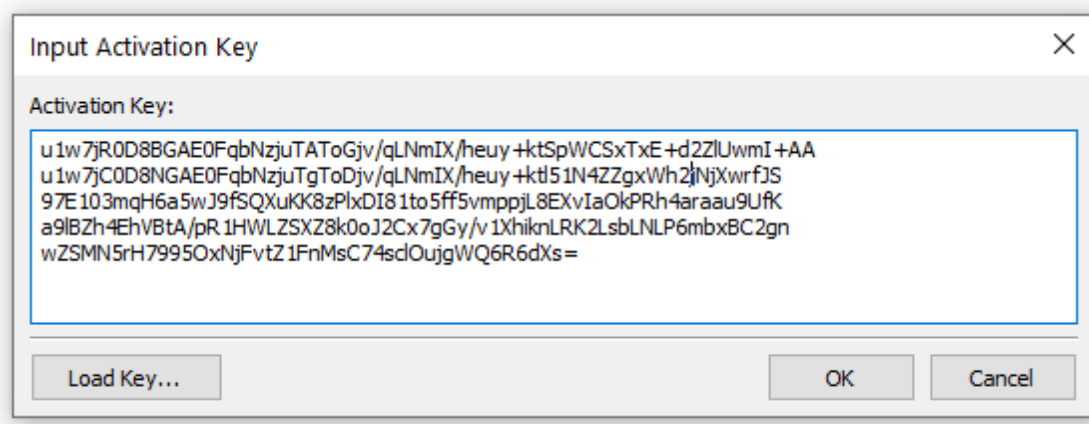 Input Activation Key
Activation Key:
u1w7jR0D8BGAE0FqbNzjuTAToGjv/qLNmIX/heuy+ktSpWCSxTxE+d2ZlUwmI+AA
u1w7jC0D8NGAE0FqbNzjuTgToDjv/qLNmIX/heuy+ktl51N4ZZgxWh2iNjXwrfJS
97E103mqH6a5wJ9fSQXuKK8zPlxDI81to5ff5vmppjL8EXvIaOkPRh4araau9UfK
a9lBZh4EhVBtA/pR1HWLZSXZ8k0oJ2Cx7gGy/v1XhiknLRK2LsbLNLP6mbxBC2gn
wZSMN5rH7995OxNjFvtZ1FnMsC74sclOujgWQ6R6dXs=
Load Key...
OK
Cancel